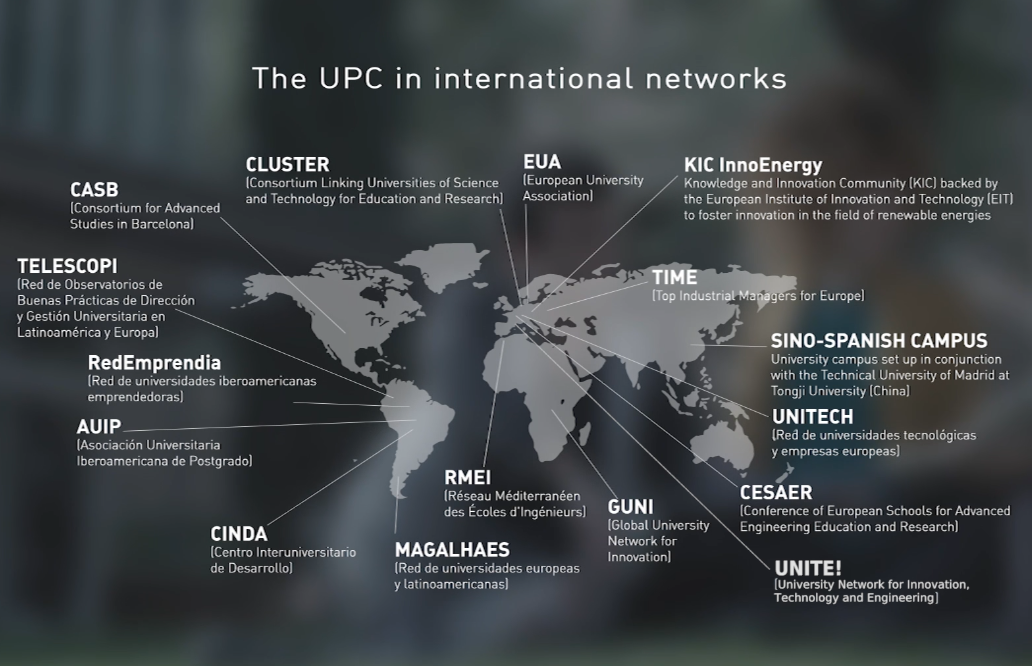 The UPC in international networks
CASB
(Consortium for Advanced
Studies in Barcelona)
CLUSTER
(Consortium Linking Universities of Science
and Technology for Education and Research)
EUA
(European University
Association)
KIC InnoEnergy
Knowledge and Innovation Community (KIC) backed by
the European Institute of Innovation and Technology (EIT)
to foster innovation in the field of renewable energies
TELESCOPI
(Red de Observatorios de
Buenas Prácticas de Dirección
y Gestión Universitaria en
Latinoamérica y Europa)
TIME
(Top Industrial Managers for Europe)
SINO-SPANISH CAMPUS
University campus set up in conjunction
with the Technical University of Madrid at
Tongji University (China)
RedEmprendia
(Red de universidades iberoamericanas
emprendedoras)
UNITECH
(Red de universidades tecnológicas
y empresas europeas)
AUIP
(Asociación Universitaria
Iberoamericana de Postgrado)
RMEI
(Réseau Méditerranéen
des Écoles d'Ingénieurs)
CESAER
(Conference of European Schools for Advanced
Engineering Education and Research)
GUNI
(Global University
Network for
Innovation)
CINDA
(Centro Interuniversitario
de Desarrollo)
MAGALHAES
(Red de universidades europeas
y latinoamericanas)
UNITE!
(University Network for Innovation,
Technology and Engineering)